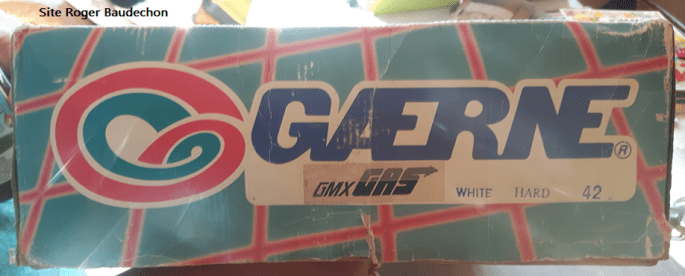 Site Roger Baudechon
GAERNE®
GMX GAS WHITE HARD 42